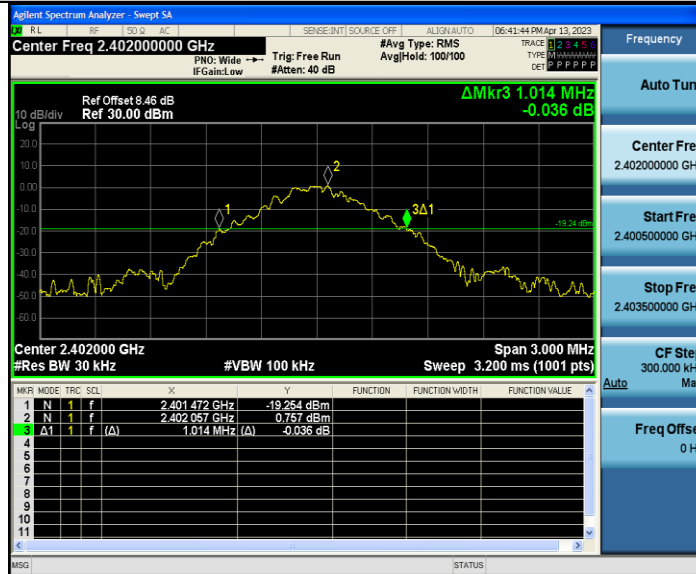 Agilent Spectrum Analyzer - Swept SA
RL RF 50 Ω AC SENSE:INT SOURCE OFF ALIGN AUTO 06:41:44 PM Apr 13, 2023
Center Freq 2.402000000 GHz
#Avg Type: RMS
TRACE 1 2 3 4 5 6
PNO: Wide Trig: Free Run Avg|Hold: 100/100
TYPE M
IFGain:Low #Atten: 40 dB
DET P P P P P P
Frequency
Auto Tun
Center Fre
2.402000000 GH
Start Fre
2.400500000 GH
Stop Fre
2.403500000 GH
CF Ste
300.000 kH
Auto Ma
Freq Offse
0 H
ΔMkr3 1.014 MHz
-0.036 dB
Ref Offset 8.46 dB
10 dB/div Ref 30.00 dBm
Log
20.0
10.0
0.00
-10.0
-20.0
-30.0
-40.0
-50.0
-60.0
1
2
3Δ1
-19.24 dBm
Center 2.402000 GHz Span 3.000 MHz
#Res BW 30 kHz #VBW 100 kHz Sweep 3.200 ms (1001 pts)
MKR MODE TRC SCL X Y FUNCTION FUNCTION WIDTH FUNCTION VALUE
1 N 1 f 2.401 472 GHz -19.254 dBm
2 N 1 f 2.402 057 GHz 0.757 dBm
3 Δ1 1 f (Δ) 1.014 MHz (Δ) -0.036 dB
4
5
6
7
8
9
10
11
MSG STATUS